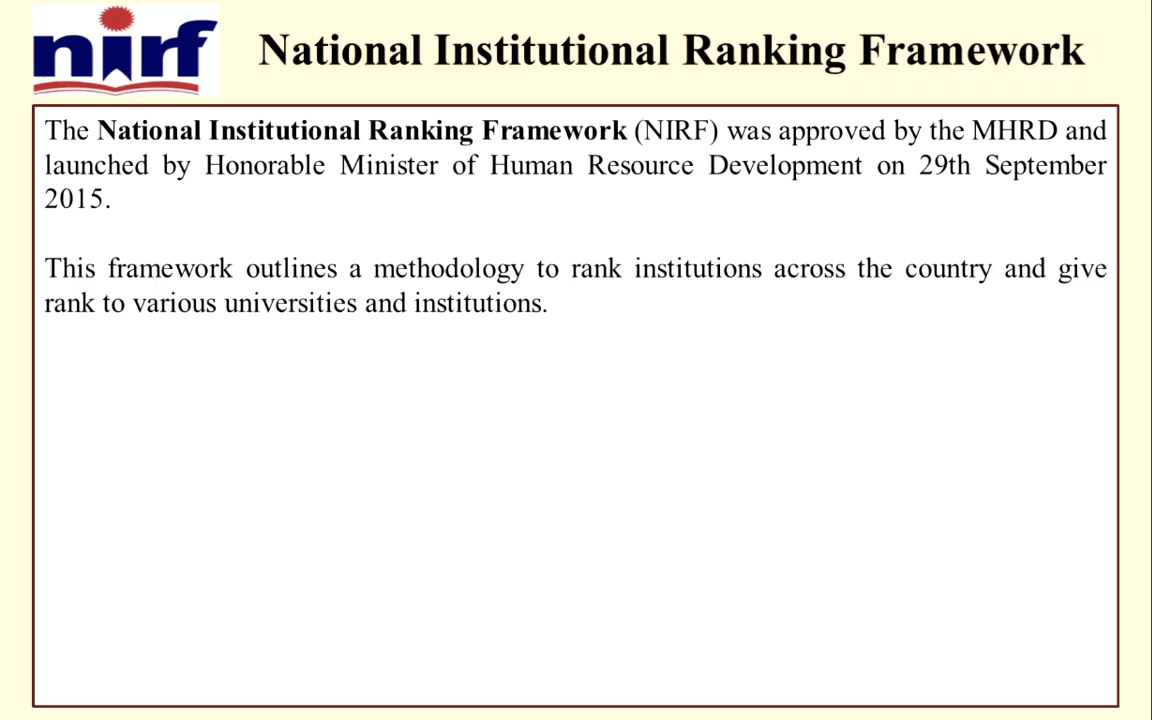 nirf
National Institutional Ranking Framework
The National Institutional Ranking Framework (NIRF) was approved by the MHRD and
launched by Honorable Minister of Human Resource Development on 29th September
2015.
This framework outlines a methodology to rank institutions across the country and give
rank to various universities and institutions.